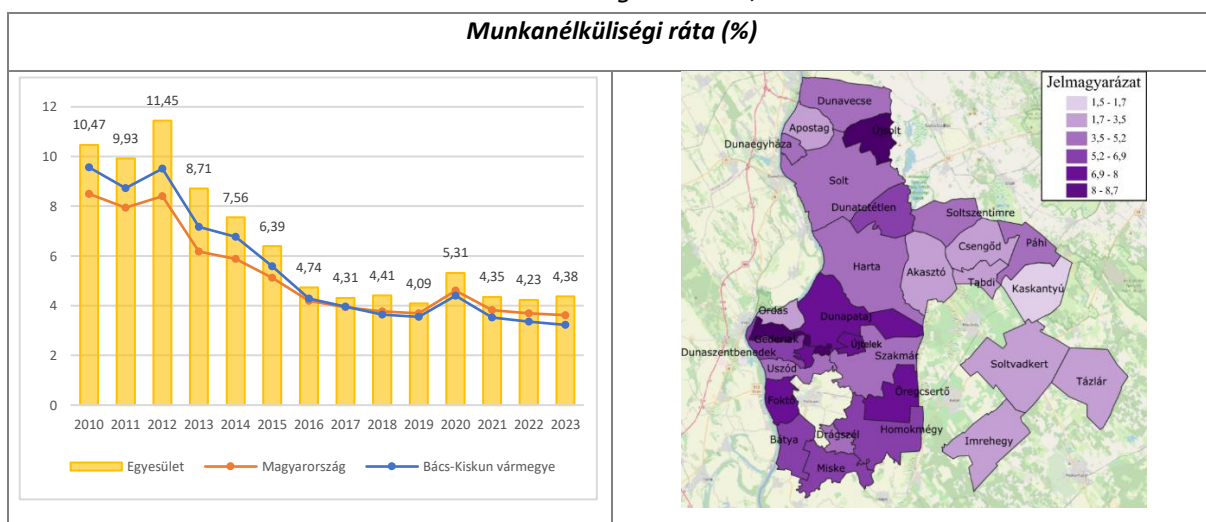 Munkanélküliségi ráta (%)
12
10
8
6
4
2
0
10,47
9,93
11,45
8,71
7,56
6,39
4,74
4,31
4,41
4,09
5,31
4,35
4,23
4,38
2010 2011 2012 2013 2014 2015 2016 2017 2018 2019 2020 2021 2022 2023
Egyesület Magyarország Bács-Kiskun vármegye
Jelmagyarázat
1,5 - 1,7
1,7 - 3,5
3,5 - 5,2
5,2 - 6,9
6,9 - 8
8 - 8,7
Dunavecse
Apostag
Újsolt
Dunaegyháza
Solt
Dunatetétlen
Soltszentimre
Csengőd
Páhi
Harta
Akasztó
Tabdi
Kaskantyú
Ordas
Dunapataj
Géderlak
Újtelek
Dunaszentbenedek
Szakmár
Uszód
Soltvadkert
Tázlár
Öregcsertő
Foktő
Bátya
Drágszél
Homokmégy
Imrehegy
Miske